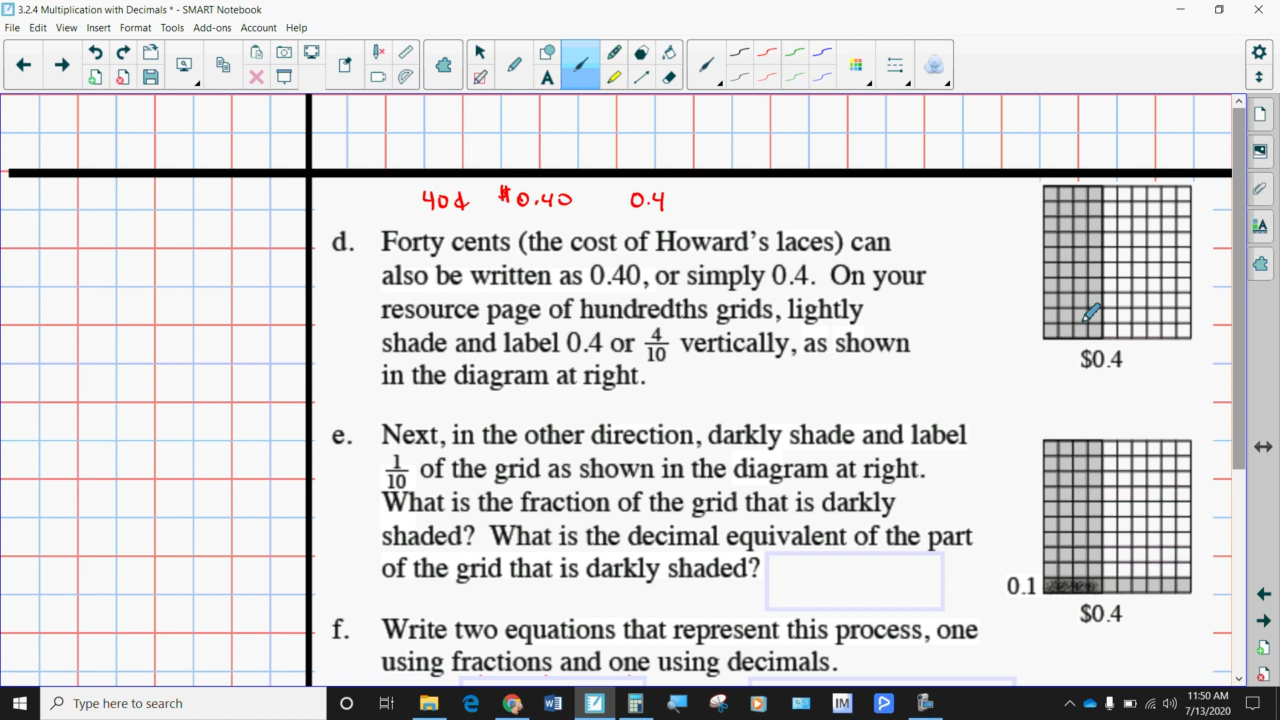 3.2.4 Multiplication with Decimals * - SMART Notebook
File Edit View Insert Format Tools Add-ons Account Help
40¢ $0.40 0.4
d. Forty cents (the cost of Howard's laces) can
also be written as 0.40, or simply 0.4. On your
resource page of hundredths grids, lightly
shade and label 0.4 or 4/10 vertically, as shown
in the diagram at right.
$0.4
e. Next, in the other direction, darkly shade and label
1/10 of the grid as shown in the diagram at right.
What is the fraction of the grid that is darkly
shaded? What is the decimal equivalent of the part
of the grid that is darkly shaded?
0.1
$0.4
f. Write two equations that represent this process, one
using fractions and one using decimals.
Type here to search
IM
11:50 AM
7/13/2020